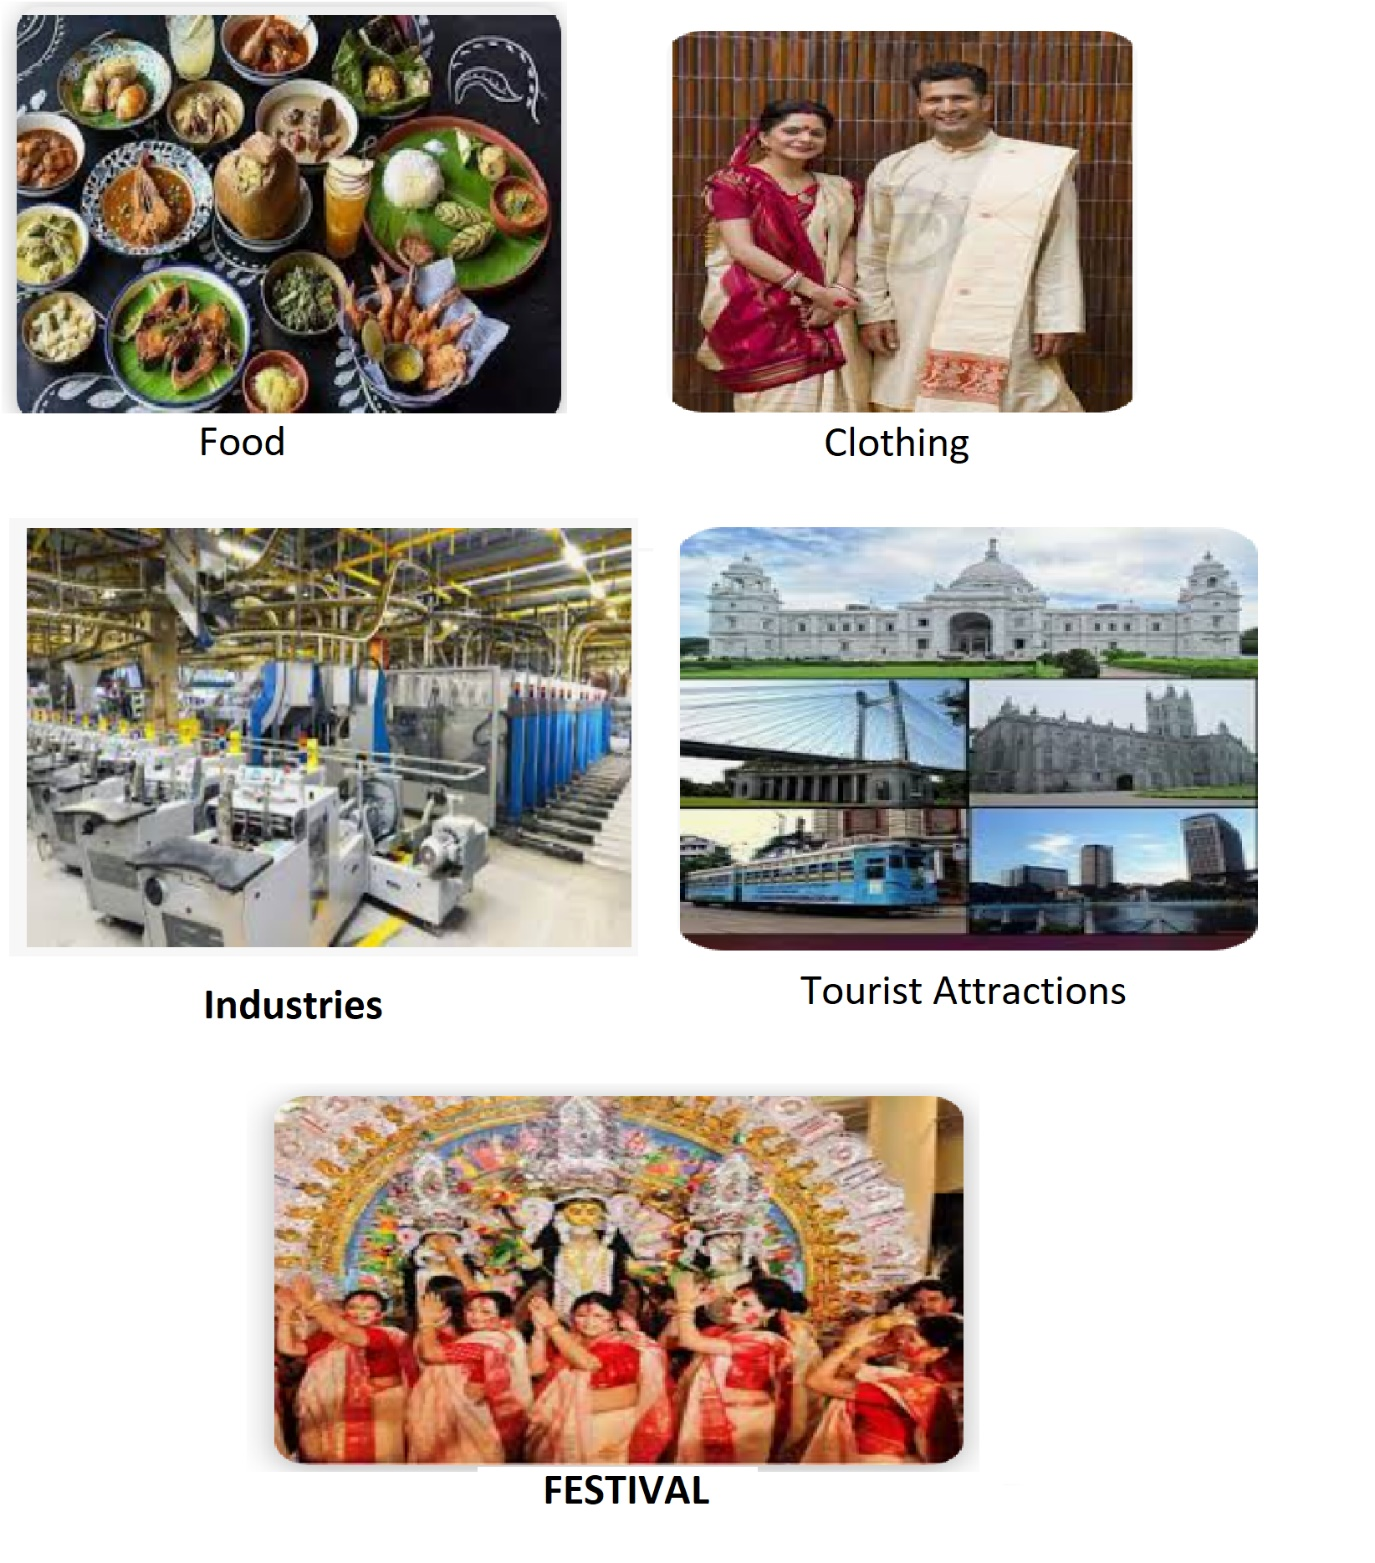 Food
Clothing
Industries
Tourist Attractions
FESTIVAL